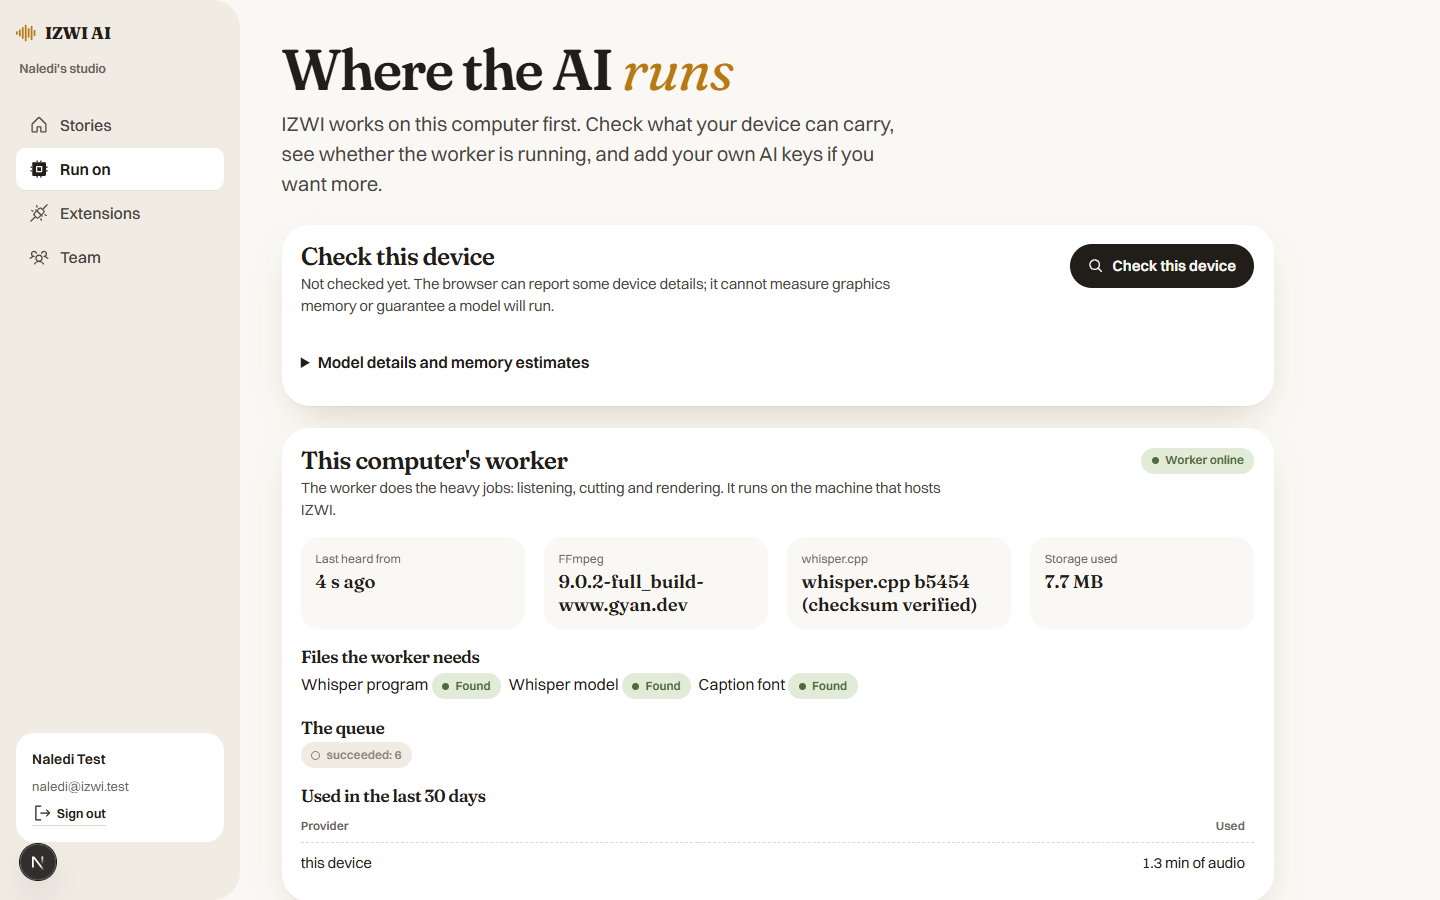 IZWI AI
Naledi's studio
Stories
Run on
Extensions
Team
Naledi Test
naledi@izwi.test
Sign out
N
Where the AI runs
IZWI works on this computer first. Check what your device can carry,
see whether the worker is running, and add your own AI keys if you
want more.
Check this device
Not checked yet. The browser can report some device details; it cannot measure graphics
memory or guarantee a model will run.
Check this device
Model details and memory estimates
This computer's worker
Worker online
The worker does the heavy jobs: listening, cutting and rendering. It runs on the machine that hosts
IZWI.
Last heard from
4 s ago
FFmpeg
9.0.2-full_build-
www.gyan.dev
whisper.cpp
whisper.cpp b5454
(checksum verified)
Storage used
7.7 MB
Files the worker needs
Whisper program Found Whisper model Found Caption font Found
The queue
succeeded: 6
Used in the last 30 days
Provider Used
this device 1.3 min of audio